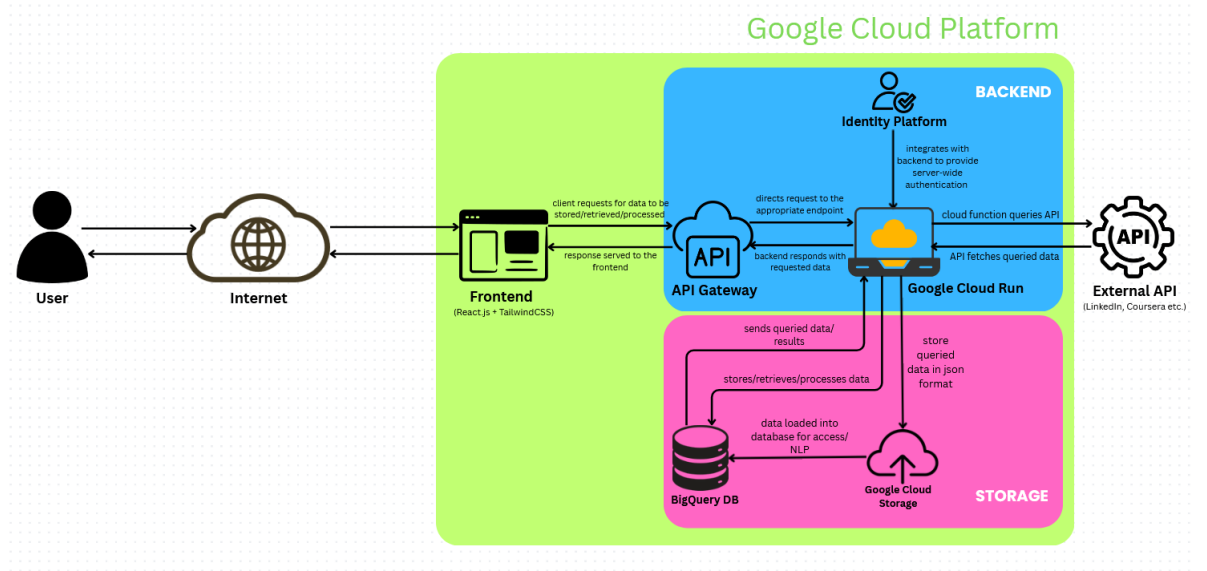 Google Cloud Platform
BACKEND
Identity Platform
integrates with
backend to provide
server-wide
authentication
client requests for data to be
stored/retrieved/processed
directs request to the
appropriate endpoint
cloud function queries API
API
API
response served to the
frontend
backend responds with
requested data
API fetches queried data
User
Internet
Frontend
(React.js + TailwindCSS)
API Gateway
Google Cloud Run
External API
(LinkedIn, Coursera etc.)
sends queried data/
results
store
queried
data in json
format
stores/retrieves/processes data
data loaded into
database for access/
NLP
BigQuery DB
Google Cloud
Storage
STORAGE